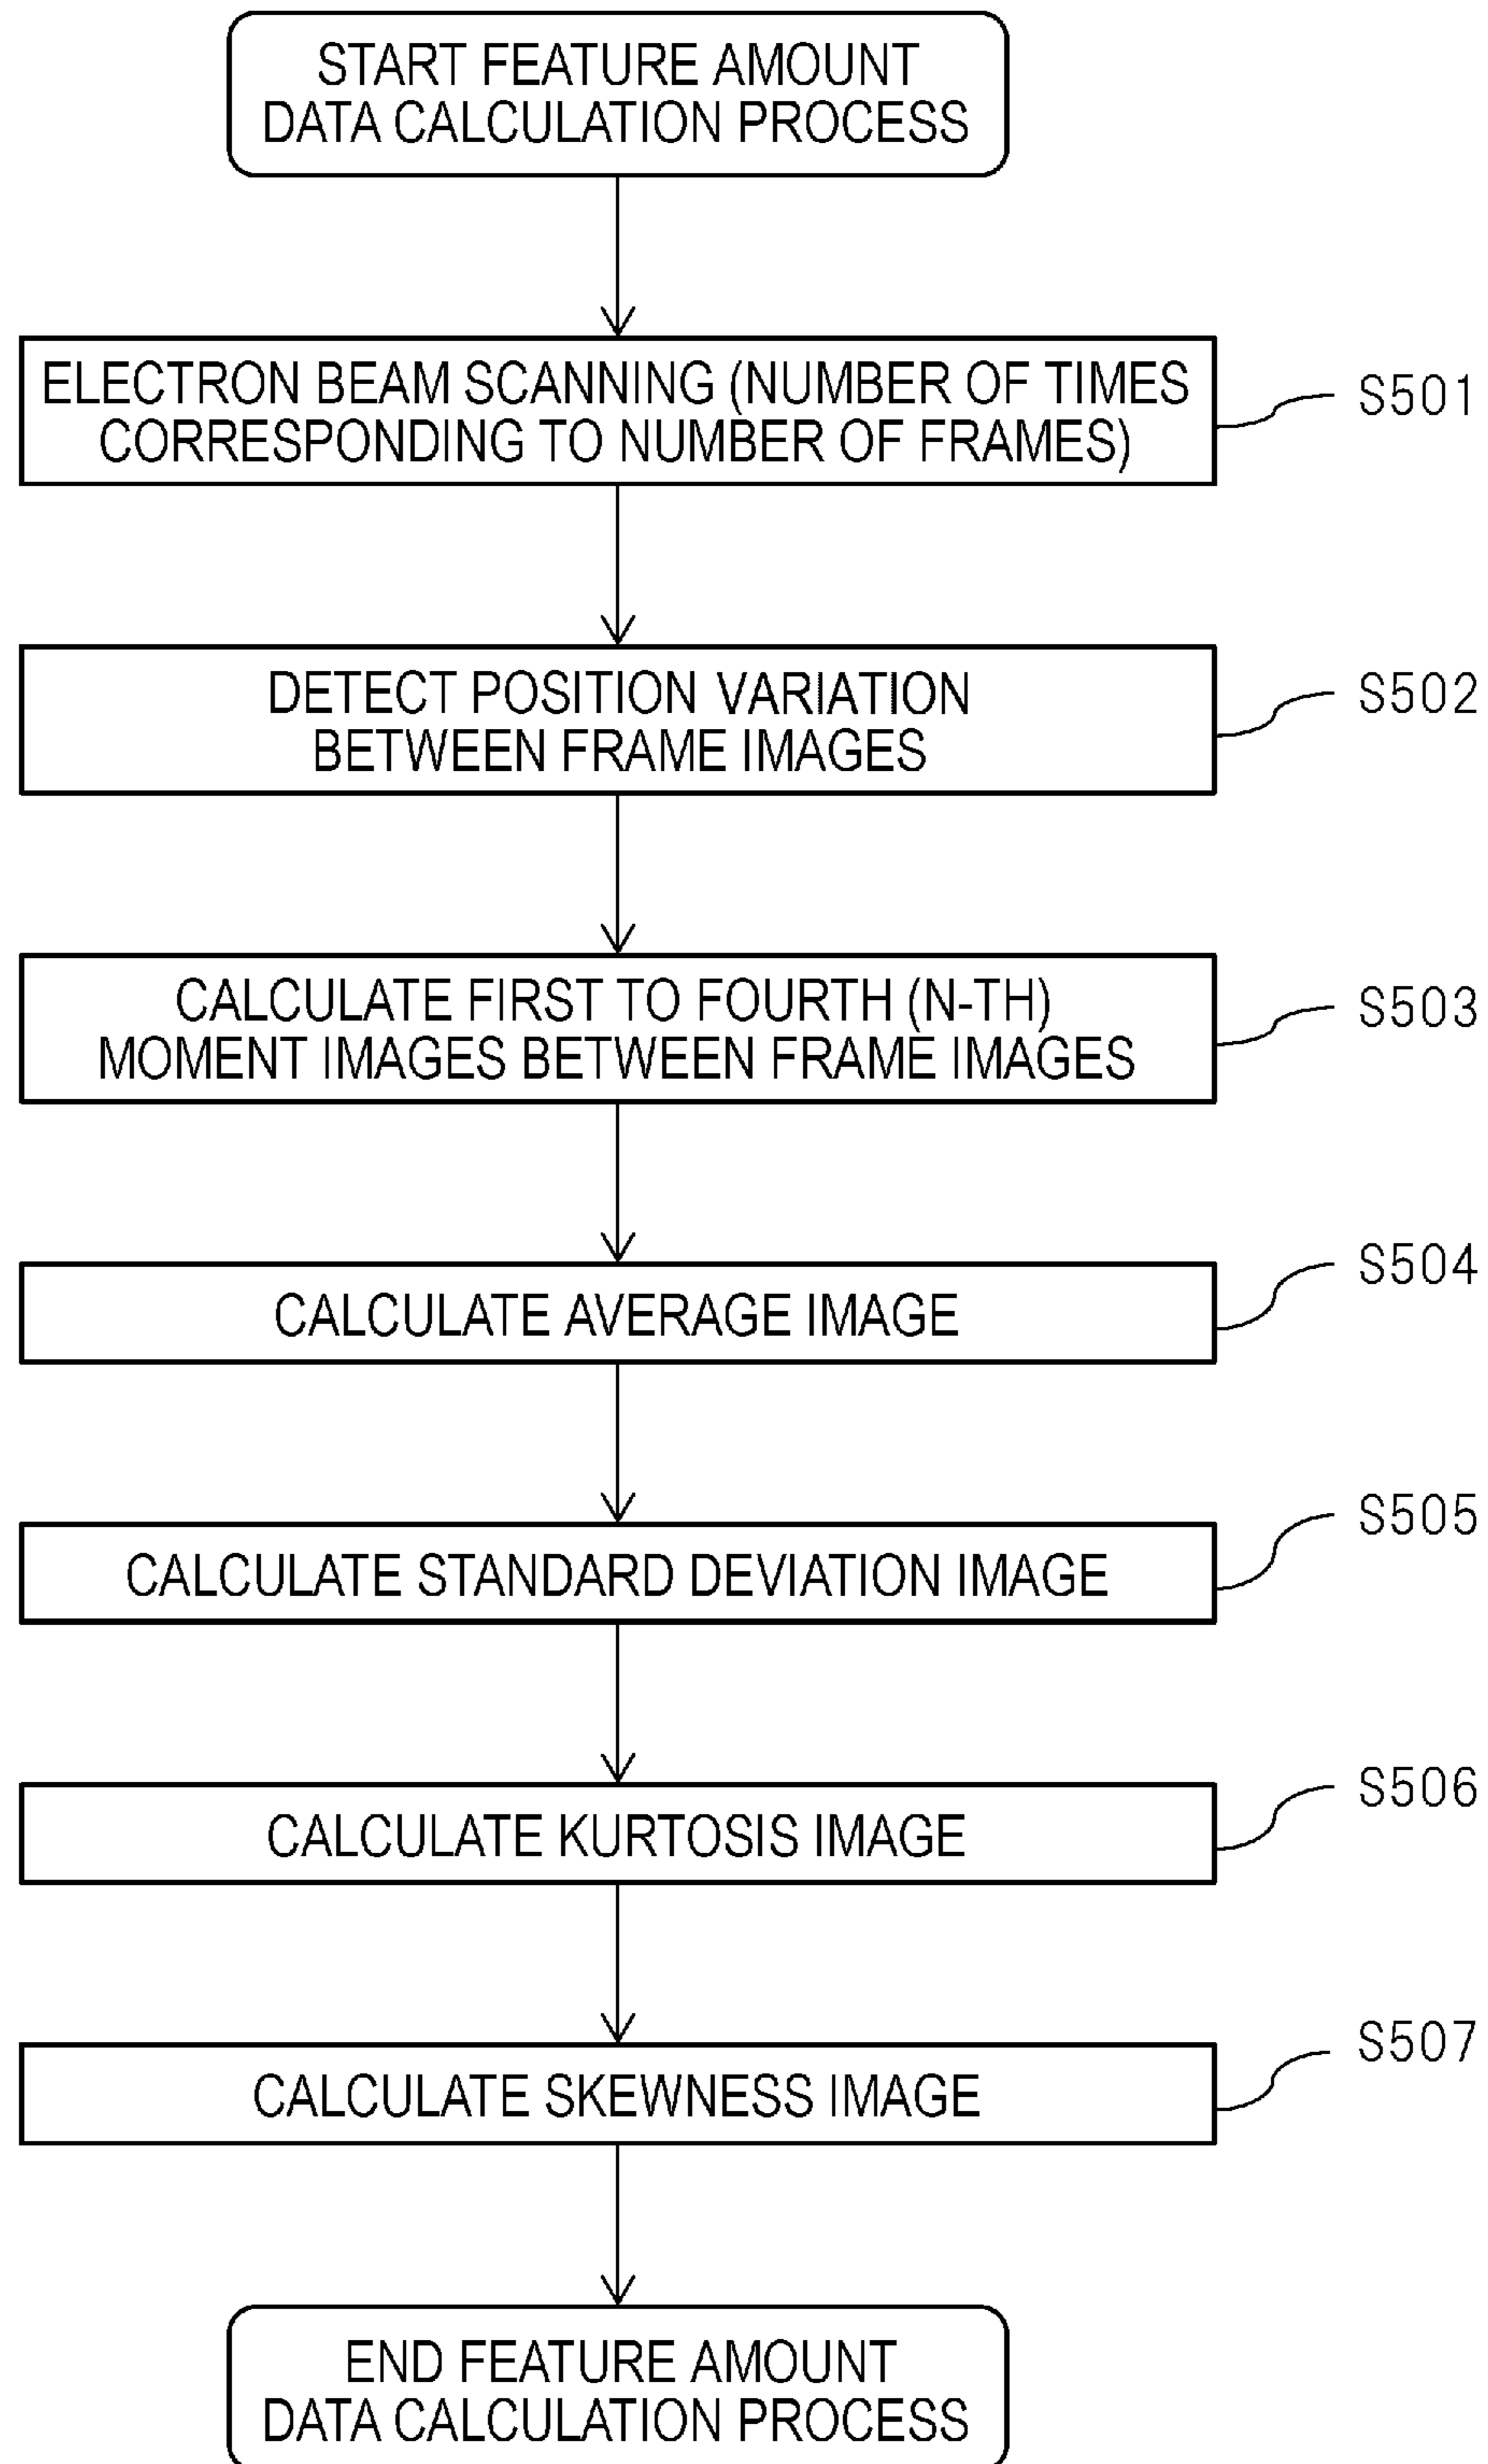 START FEATURE AMOUNT
DATA CALCULATION PROCESS
ELECTRON BEAM SCANNING (NUMBER OF TIMES
CORRESPONDING TO NUMBER OF FRAMES)
S501
DETECT POSITION VARIATION
BETWEEN FRAME IMAGES
S502
CALCULATE FIRST TO FOURTH (N-TH)
MOMENT IMAGES BETWEEN FRAME IMAGES
S503
CALCULATE AVERAGE IMAGE
S504
CALCULATE STANDARD DEVIATION IMAGE
S505
CALCULATE KURTOSIS IMAGE
S506
CALCULATE SKEWNESS IMAGE
S507
END FEATURE AMOUNT
DATA CALCULATION PROCESS